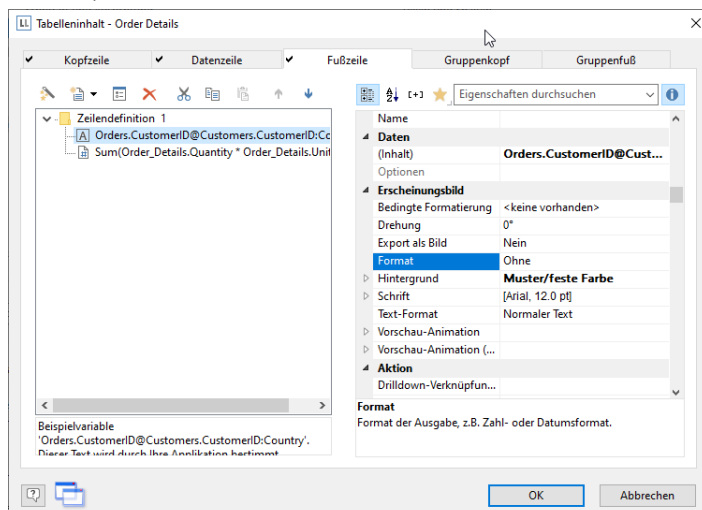 LL Tabelleninhalt - Order Details
Kopfzeile Datenzeile Fußzeile Gruppenkopf Gruppenfuß
Eigenschaften durchsuchen
Zeilendefinition 1
A Orders.CustomerID@Customers.CustomerID:Cc
Sum(Order_Details.Quantity * Order_Details.Unit
Name
Daten
(Inhalt) Orders.CustomerID@Cust...
Optionen
Erscheinungsbild
Bedingte Formatierung <keine vorhanden>
Drehung 0°
Export als Bild Nein
Format Ohne
Hintergrund Muster/feste Farbe
Schrift [Arial, 12.0 pt]
Text-Format Normaler Text
Vorschau-Animation
Vorschau-Animation (...
Aktion
Drilldown-Verknüpfun...
Beispielvariable
'Orders.CustomerID@Customers.CustomerID:Country'.
Dieser Text wird durch Ihre Applikation bestimmt
Format
Format der Ausgabe, z.B. Zahl- oder Datumsformat.
OK Abbrechen